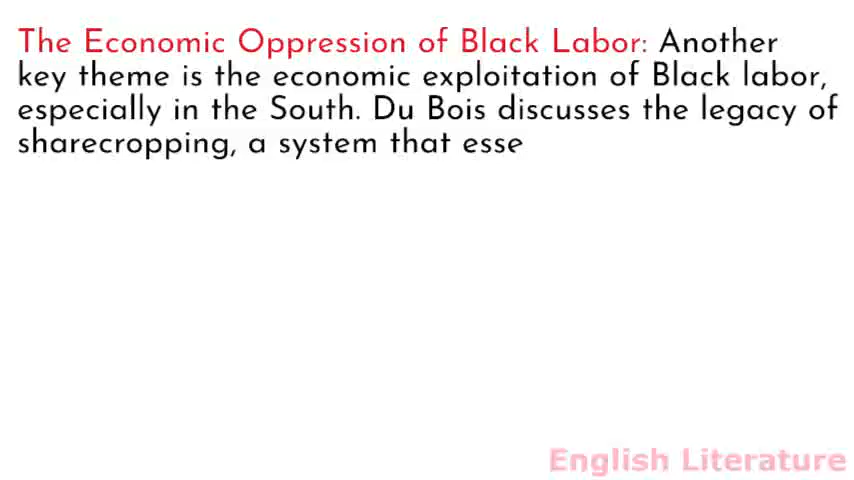 The Economic Oppression of Black Labor: Another
key theme is the economic exploitation of Black labor,
especially in the South. Du Bois discusses the legacy of
sharecropping, a system that esse
English Literature